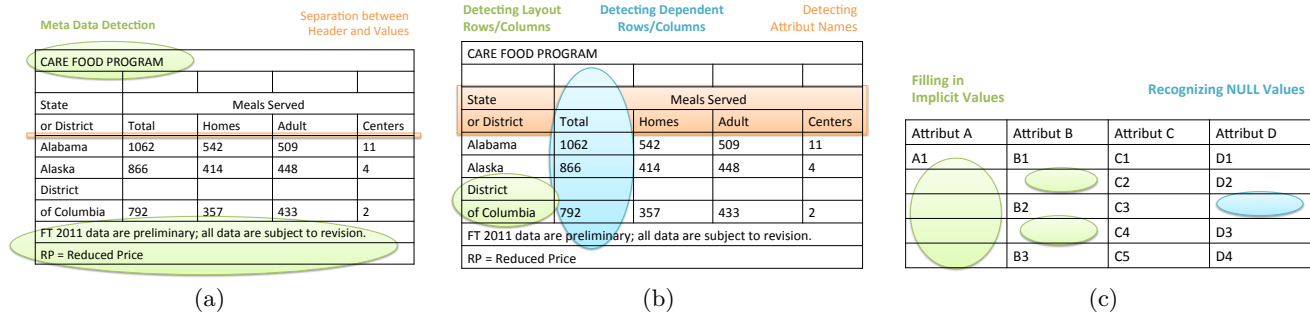 Meta Data Detection
Separation between
Header and Values
CARE FOOD PROGRAM
State Meals Served
or District Total Homes Adult Centers
Alabama 1062 542 509 11
Alaska 866 414 448 4
District
of Columbia 792 357 433 2
FT 2011 data are preliminary; all data are subject to revision.
RP = Reduced Price
(a)
Detecting Layout
Rows/Columns
Detecting Dependent
Rows/Columns
Detecting
Attribut Names
CARE FOOD PROGRAM
State Meals Served
or District Total Homes Adult Centers
Alabama 1062 542 509 11
Alaska 866 414 448 4
District
of Columbia 792 357 433 2
FT 2011 data are preliminary; all data are subject to revision.
RP = Reduced Price
(b)
Filling in
Implicit Values
Recognizing NULL Values
Attribut A Attribut B Attribut C Attribut D
A1 B1 C1 D1
C2 D2
B2 C3
C4 D3
B3 C5 D4
(c)